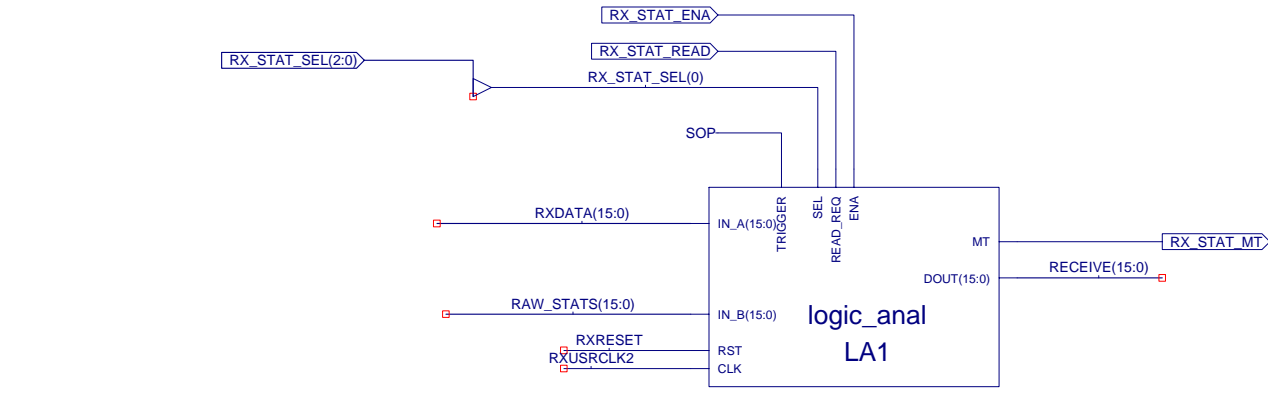 RX_STAT_ENA
RX_STAT_READ
RX_STAT_SEL(2:0)
RX_STAT_SEL(0)
SOP
TRIGGER
SEL
READ_REQ
ENA
RXDATA(15:0)
IN_A(15:0)
MT
RX_STAT_MT
DOUT(15:0)
RECEIVE(15:0)
RAW_STATS(15:0)
IN_B(15:0)
logic_anal
LA1
RXRESET
RST
RXUSRCLK2
CLK